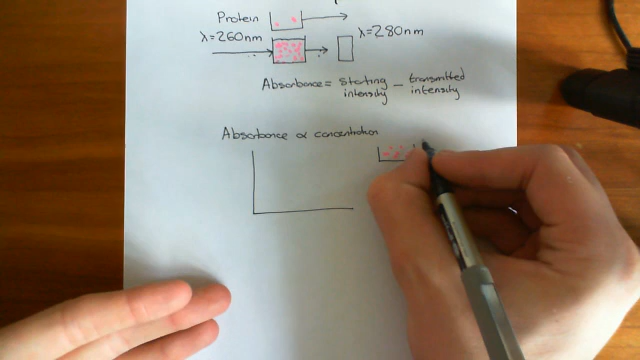 Protein
λ=260nm
λ=280nm
Absorbance = starting intensity - transmitted intensity
Absorbance ∝ concentration